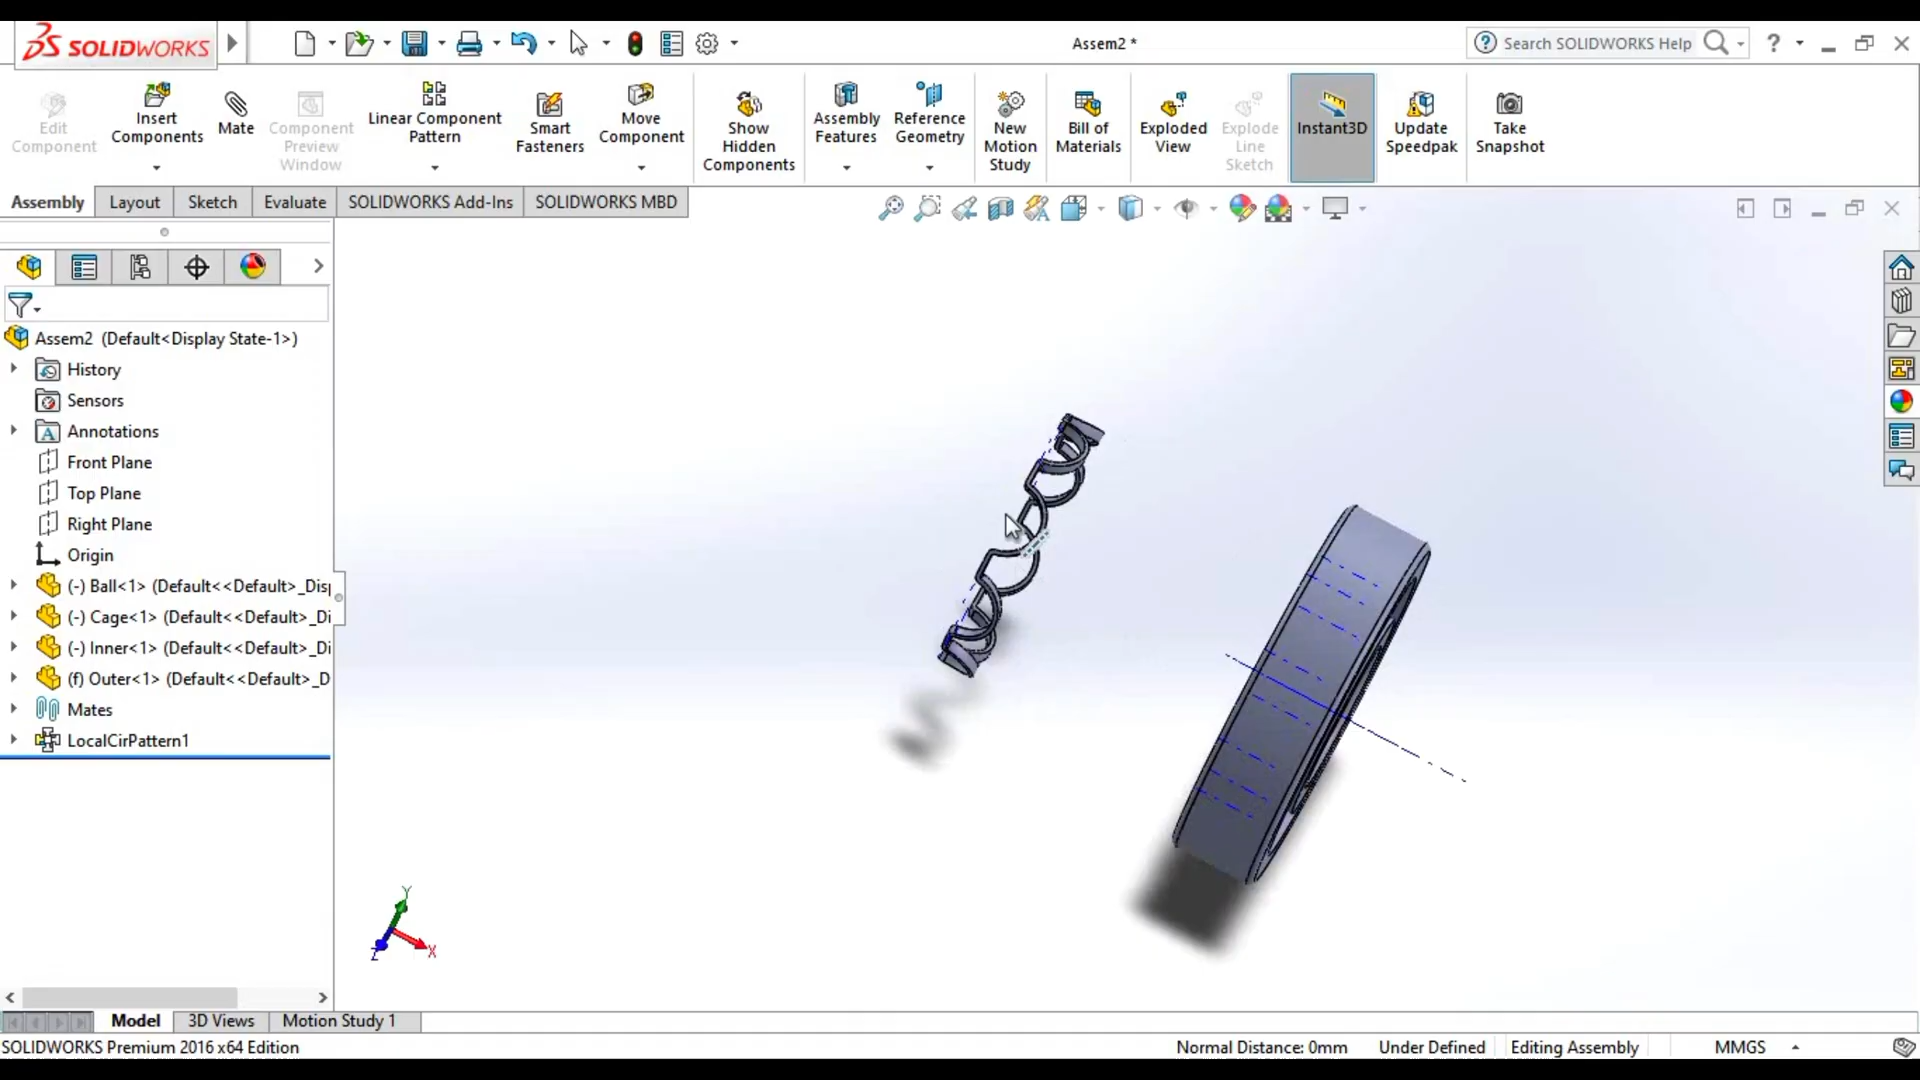 SOLIDWORKS
Assem2 *
Search SOLIDWORKS Help
?
Edit
Component
Insert
Components
Mate
Component
Preview
Window
Linear Component
Pattern
Smart
Fasteners
Move
Component
Show
Hidden
Components
Assembly
Features
Reference
Geometry
New
Motion
Study
Bill of
Materials
Exploded
View
Explode
Line
Sketch
Instant3D
Update
Speedpak
Take
Snapshot
Assembly
Layout
Sketch
Evaluate
SOLIDWORKS Add-Ins
SOLIDWORKS MBD
Assem2 (Default<Display State-1>)
History
Sensors
Annotations
Front Plane
Top Plane
Right Plane
Origin
(-) Ball<1> (Default<<Default>_Disp
(-) Cage<1> (Default<<Default>_Di
(-) Inner<1> (Default<<Default>_Di
(f) Outer<1> (Default<<Default>_D
Mates
LocalCirPattern1
Y
X
Z
Model
3D Views
Motion Study 1
SOLIDWORKS Premium 2016 x64 Edition
Normal Distance: 0mm
Under Defined
Editing Assembly
MMGS